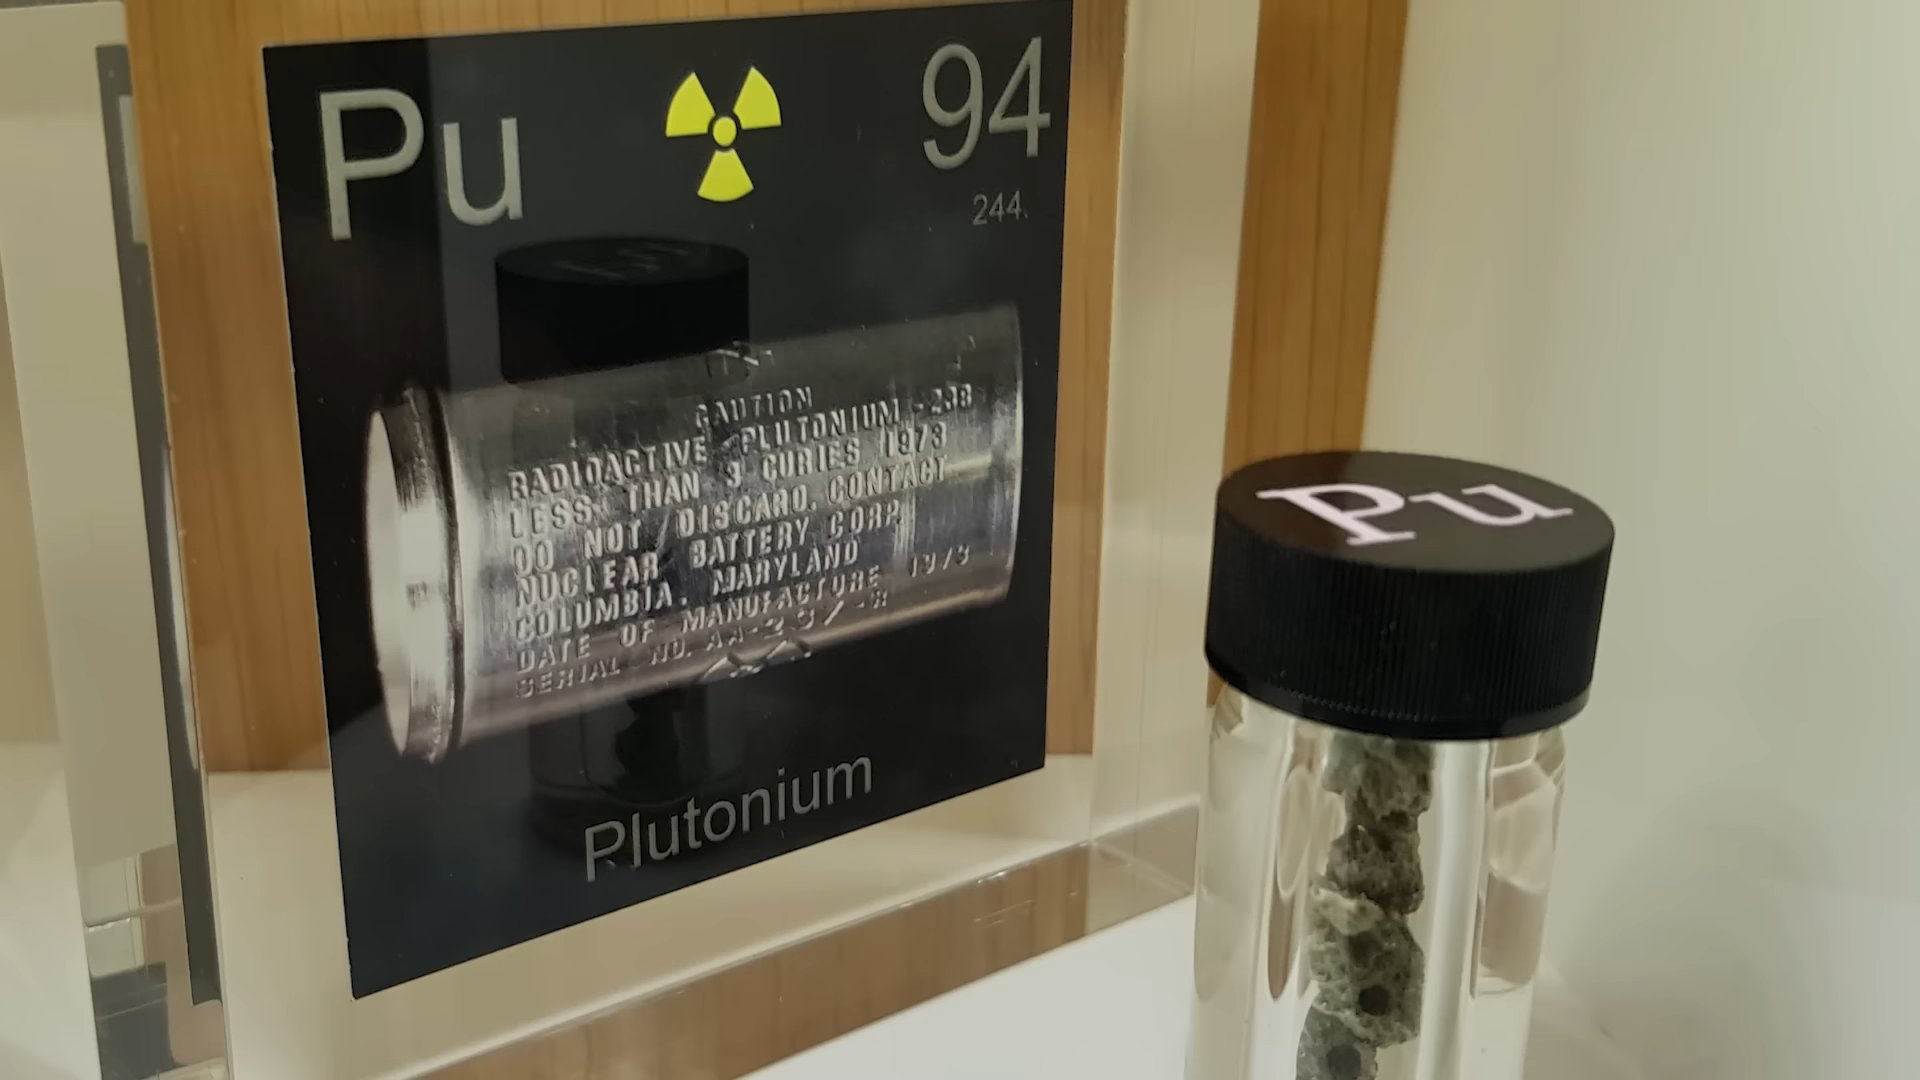 Pu
94
244.
CAUTION
RADIOACTIVE PLUTONIUM-238
LESS THAN 3 CURIES 1973
DO NOT DISCARD. CONTACT
NUCLEAR BATTERY CORP.
COLUMBIA. MARYLAND
DATE OF MANUFACTURE 1973
SERIAL NO.
Plutonium
Pu